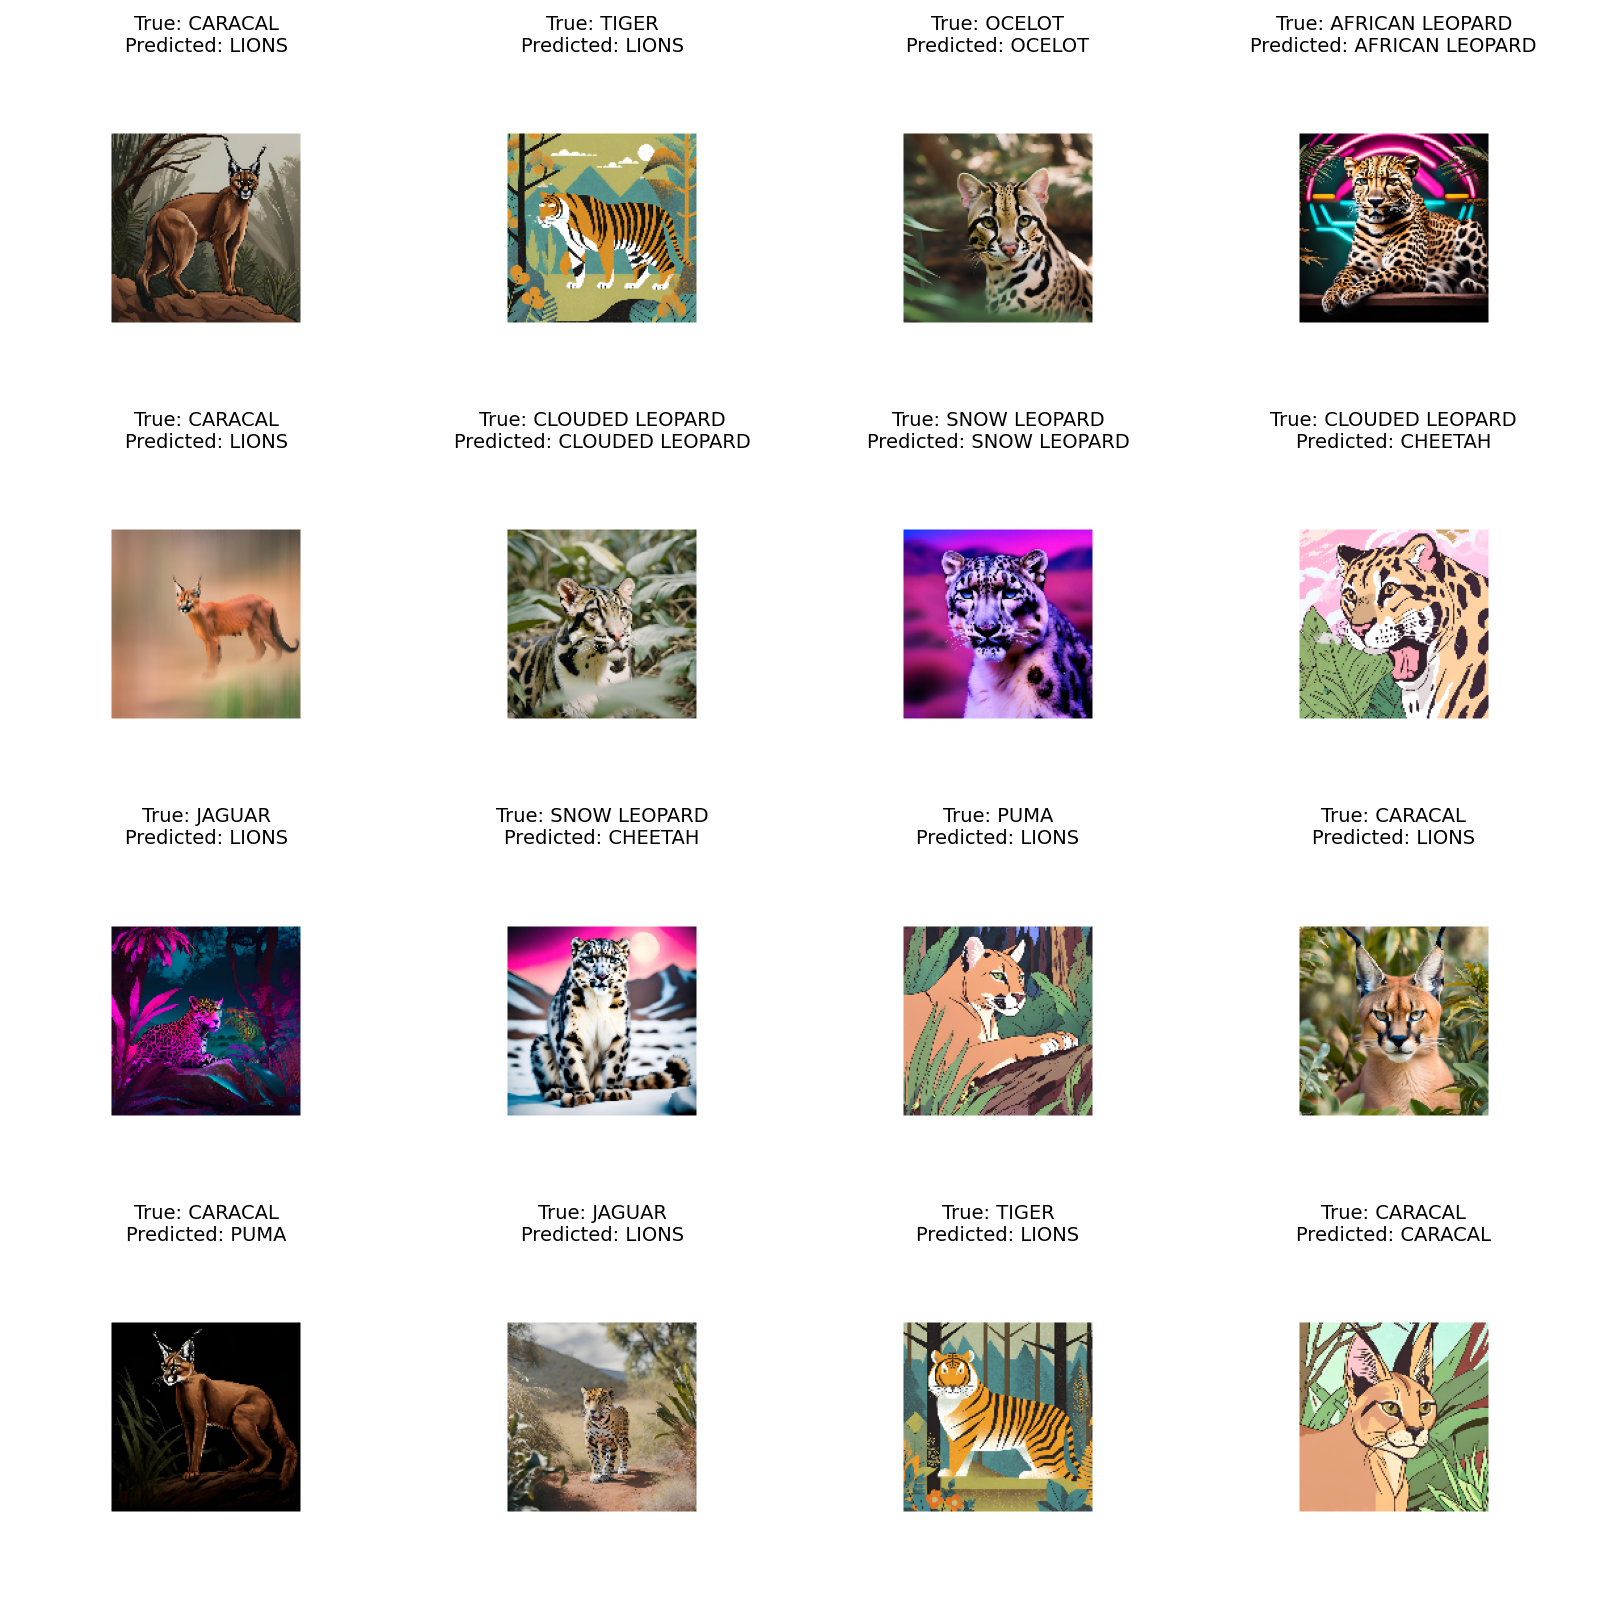 True: CARACAL
Predicted: LIONS
True: TIGER
Predicted: LIONS
True: OCELOT
Predicted: OCELOT
True: AFRICAN LEOPARD
Predicted: AFRICAN LEOPARD
True: CARACAL
Predicted: LIONS
True: CLOUDED LEOPARD
Predicted: CLOUDED LEOPARD
True: SNOW LEOPARD
Predicted: SNOW LEOPARD
True: CLOUDED LEOPARD
Predicted: CHEETAH
True: JAGUAR
Predicted: LIONS
True: SNOW LEOPARD
Predicted: CHEETAH
True: PUMA
Predicted: LIONS
True: CARACAL
Predicted: LIONS
True: CARACAL
Predicted: PUMA
True: JAGUAR
Predicted: LIONS
True: TIGER
Predicted: LIONS
True: CARACAL
Predicted: CARACAL